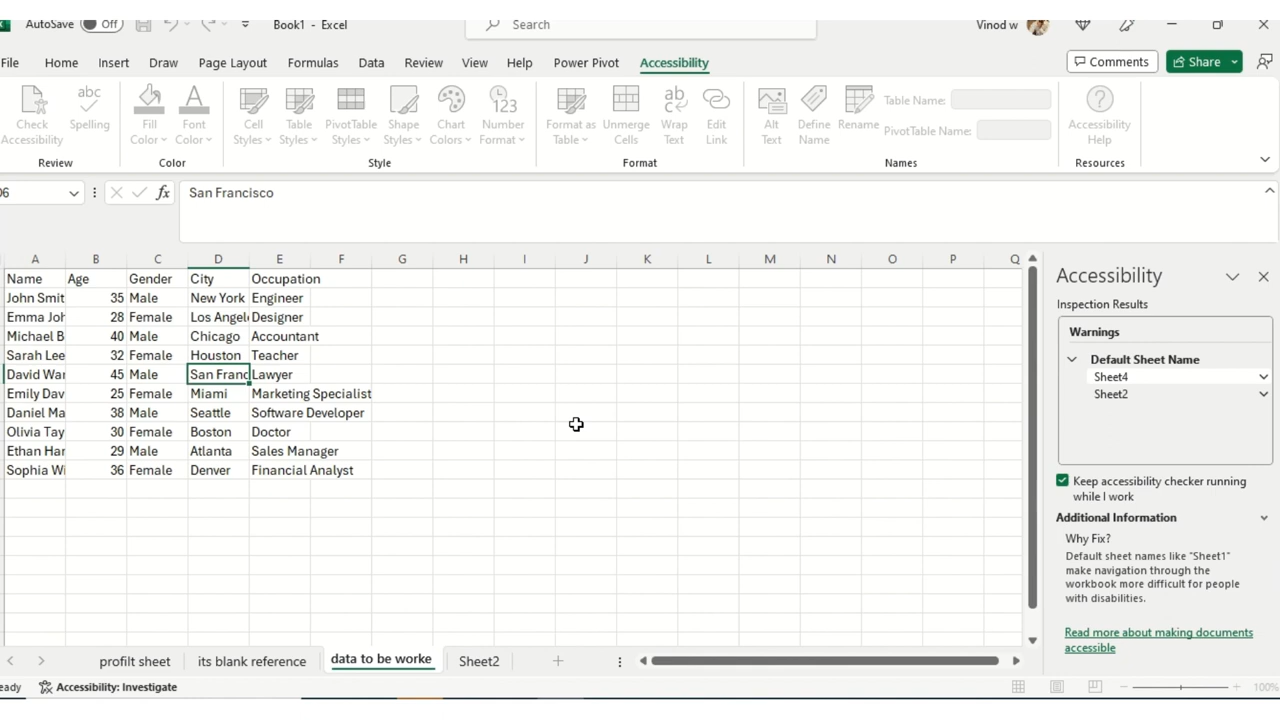 AutoSave Off Book1 - Excel Search Vinod w
File Home Insert Draw Page Layout Formulas Data Review View Help Power Pivot Accessibility Comments Share
Check Accessibility
abc
Spelling
Fill Color
Font Color
Cell Styles
Table Styles
PivotTable Styles
Shape Styles
Chart Colors
123
Number Format
Format as Table
Unmerge Cells
ab
Wrap Text
Edit Link
Alt Text
Define Name
Rename
Table Name:
PivotTable Name:
Accessibility Help
Review Color Style Format Names Resources
06 fx San Francisco
A B C D E F G H I J K L M N O P Q
Name Age Gender City Occupation
John Smit 35 Male New York Engineer
Emma Joh 28 Female Los Angel Designer
Michael B 40 Male Chicago Accountant
Sarah Lee 32 Female Houston Teacher
David War 45 Male San Franc Lawyer
Emily Dav 25 Female Miami Marketing Specialist
Daniel Ma 38 Male Seattle Software Developer
Olivia Tay 30 Female Boston Doctor
Ethan Har 29 Male Atlanta Sales Manager
Sophia Wi 36 Female Denver Financial Analyst
Accessibility
Inspection Results
Warnings
Default Sheet Name
Sheet4
Sheet2
Keep accessibility checker running
while I work
Additional Information
Why Fix?
Default sheet names like "Sheet1"
make navigation through the
workbook more difficult for people
with disabilities.
Read more about making documents
accessible
profilt sheet its blank reference data to be worke Sheet2
eady Accessibility: Investigate 100%